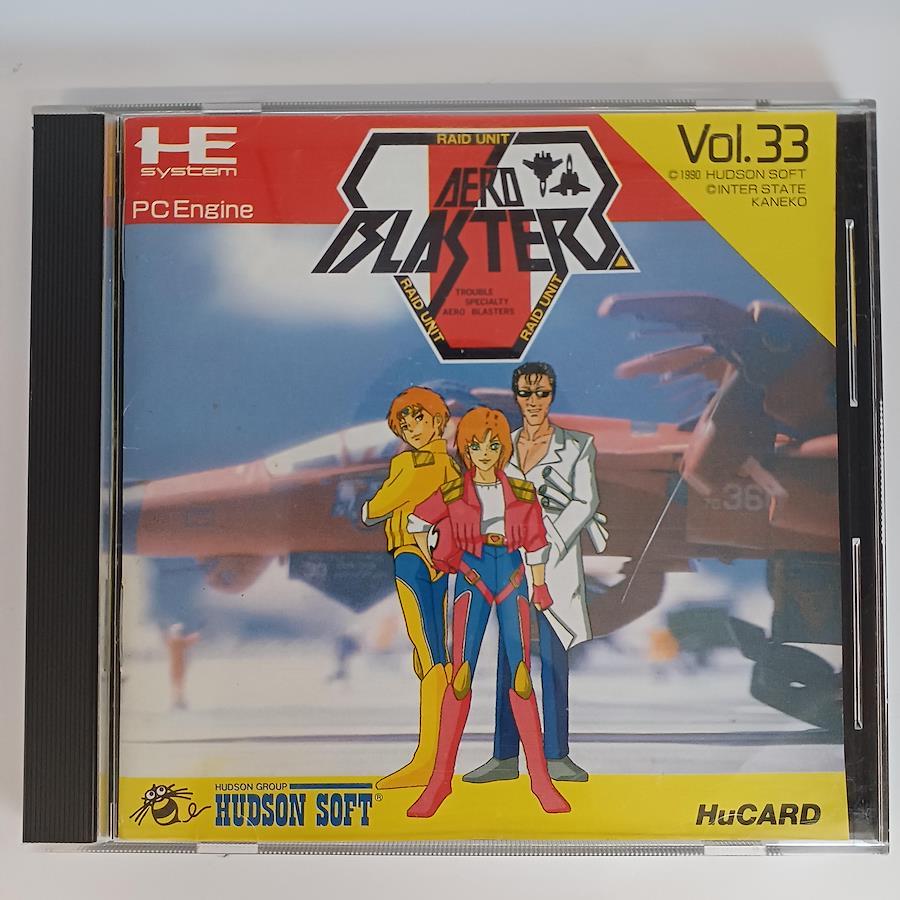 HE
system
PC Engine
RAID UNIT
AERO
BLASTERS
RAID UNIT
RAID UNIT
TROUBLE
SPECIALTY
AERO BLASTERS
Vol.33
©1990 HUDSON SOFT
©INTER STATE
KANEKO
36
HUDSON GROUP
HUDSON SOFT®
HuCARD